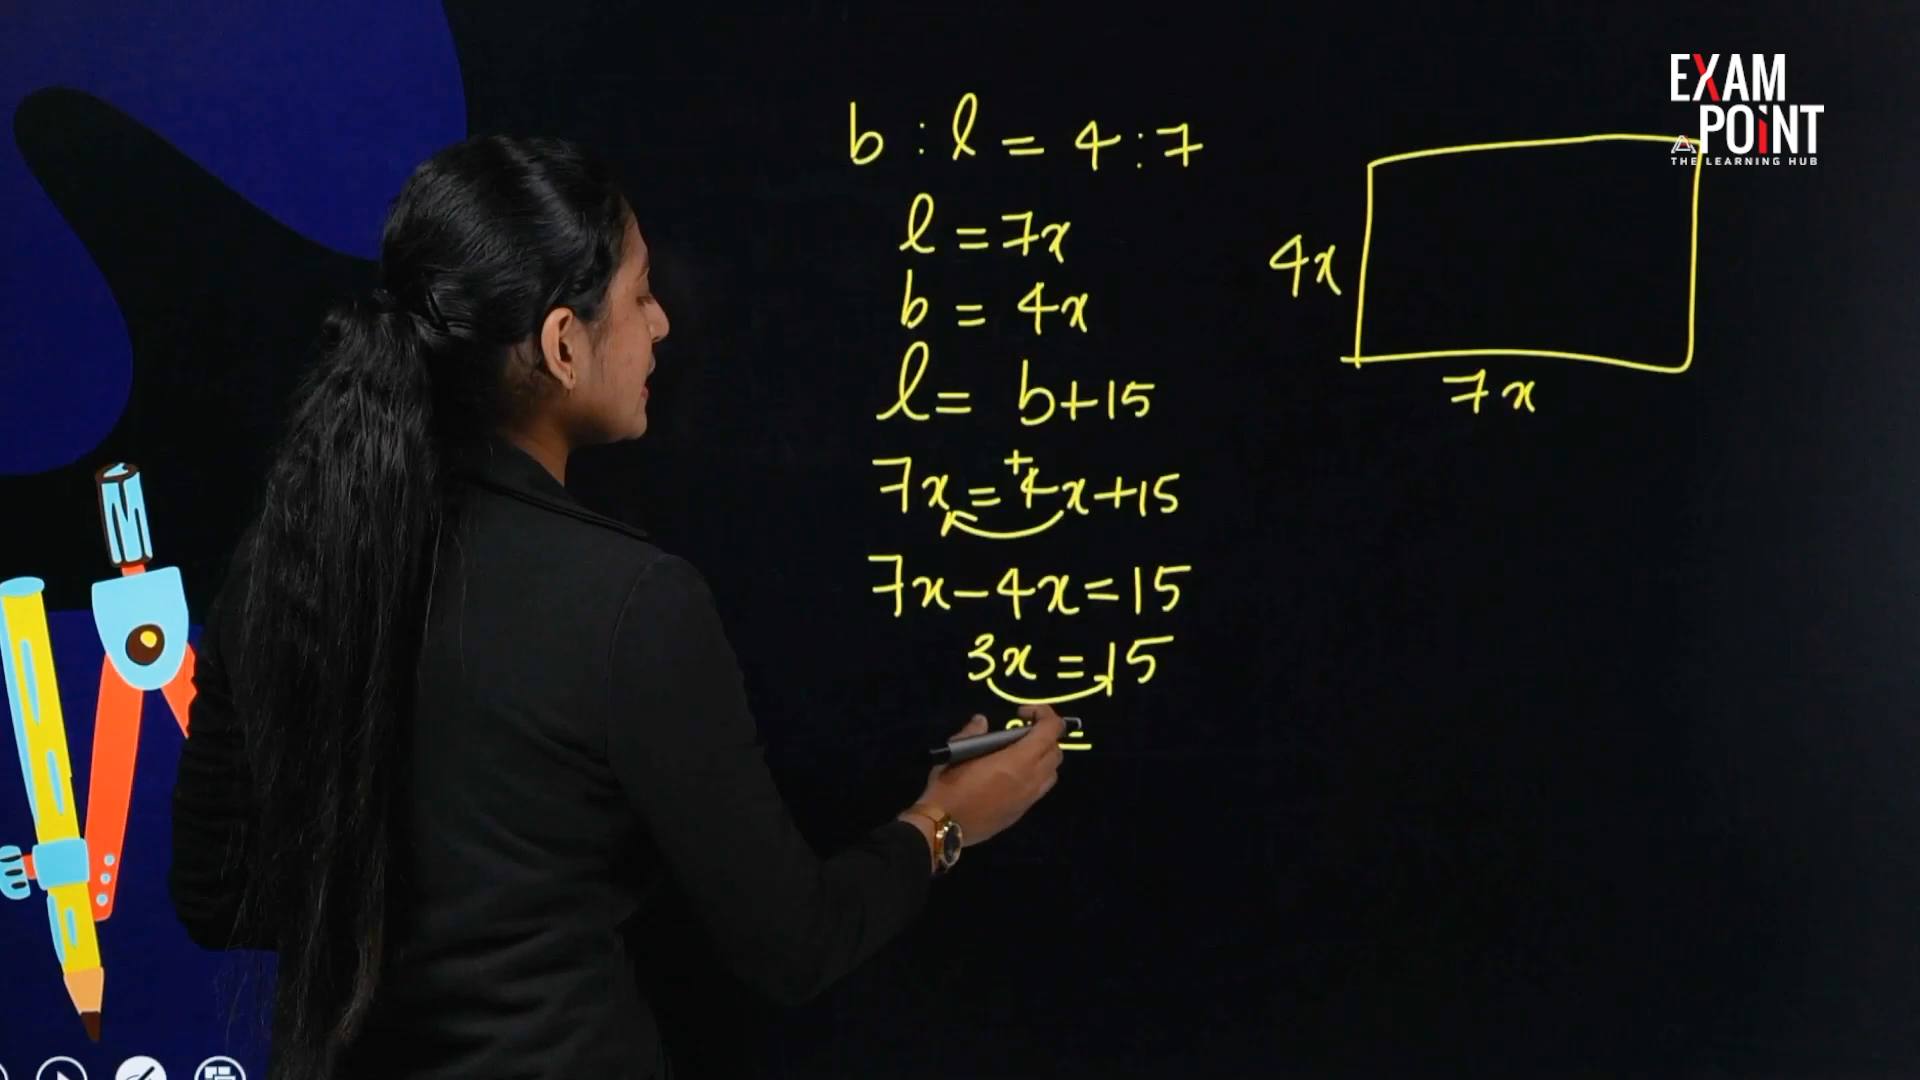 b : l = 4 : 7
l = 7x
b = 4x
l = b+15
7x = +4x+15
7x-4x=15
3x = 15
=
4x
7x
EXAM
POINT
THE LEARNING HUB